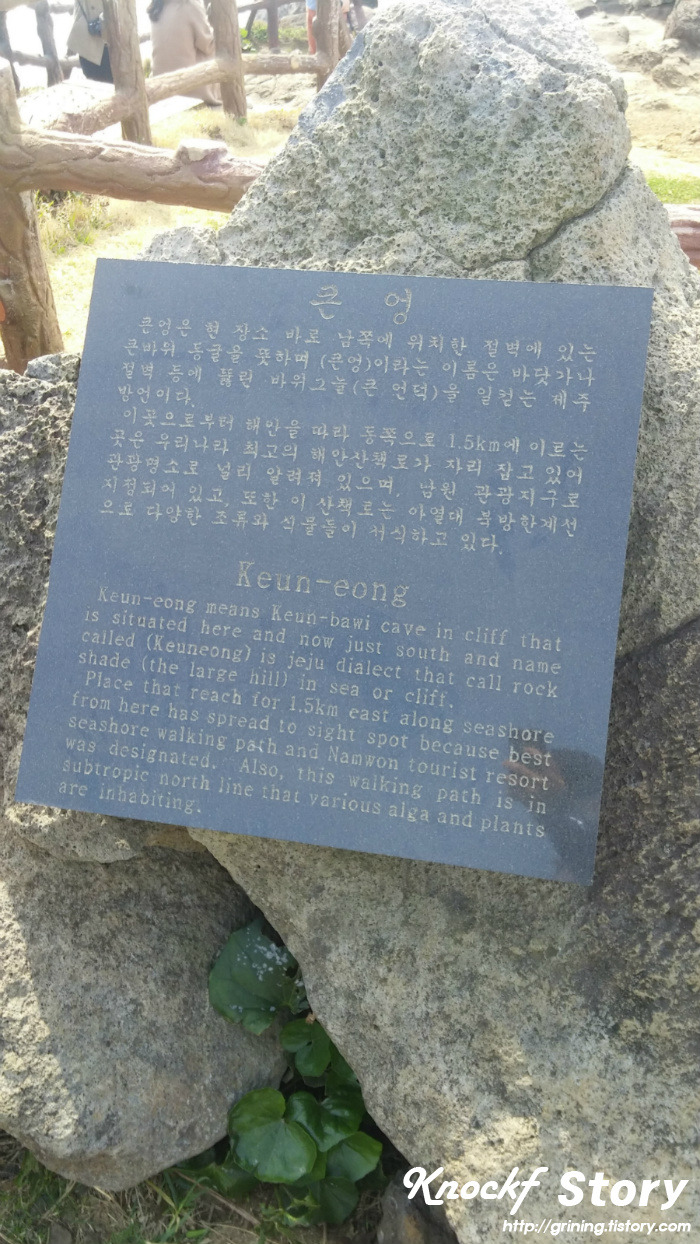 큰 엉
큰엉은 현 장소 바로 남쪽에 위치한 절벽에 있는
큰바위 동굴을 뜻하며 (큰엉)이라는 이름은 바닷가나
절벽 등에 뚫린 바위그늘(큰 언덕)을 일컫는 제주
방언이다.
이곳으로부터 해안을 따라 동쪽으로 1.5km에 이르는
곳은 우리나라 최고의 해안산책로가 자리 잡고 있어
관광명소로 널리 알려져 있으며, 남원 관광지구로
지정되어 있고, 또한 이 산책로는 아열대 북방한계선
으로 다양한 조류와 식물들이 서식하고 있다.
Keun-eong
Keun-eong means Keun-bawi cave in cliff that
is situated here and now just south and name
called (Keuneong) is jeju dialect that call rock
shade (the large hill) in sea or cliff.
Place that reach for 1.5km east along seashore
from here has spread to sight spot because best
seashore walking path and Namwon tourist resort
was designated. Also, this walking path is in
subtropic north line that various alga and plants
are inhabiting.
Knockf Story
http://grining.tistory.com